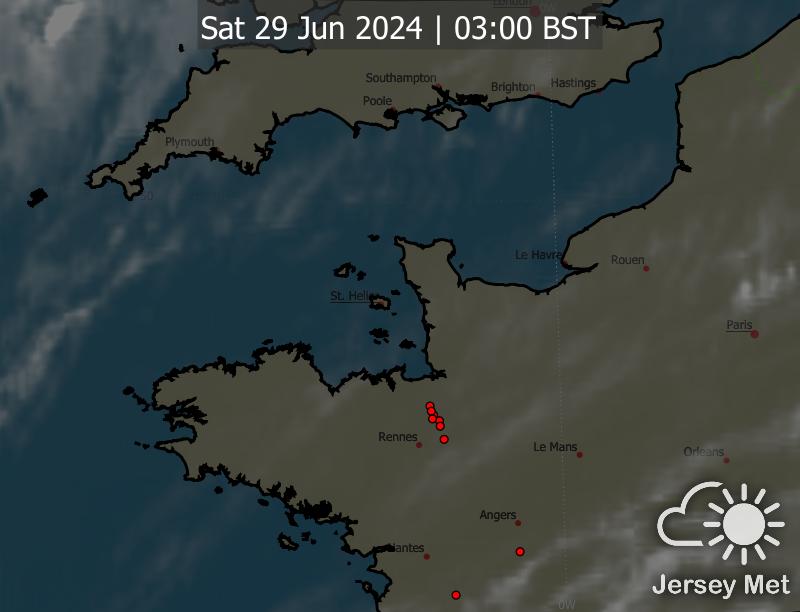 London
Sat 29 Jun 2024 | 03:00 BST
Southampton
Brighton
Hastings
Poole
Plymouth
50
Le Havre
Rouen
St. Helier
Paris
Rennes
Le Mans
Orleans
Angers
Nantes
0W
Jersey Met